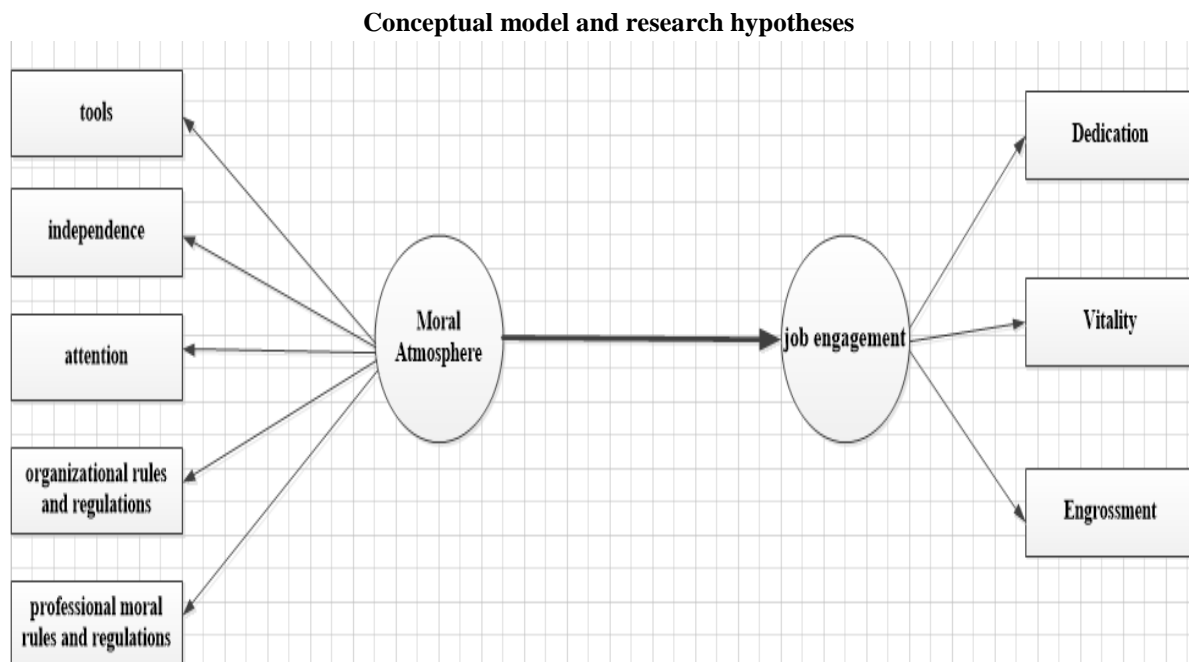 Conceptual model and research hypotheses
tools
independence
attention
organizational rules
and regulations
professional moral
rules and regulations
Moral
Atmosphere
job engagement
Dedication
Vitality
Engrossment